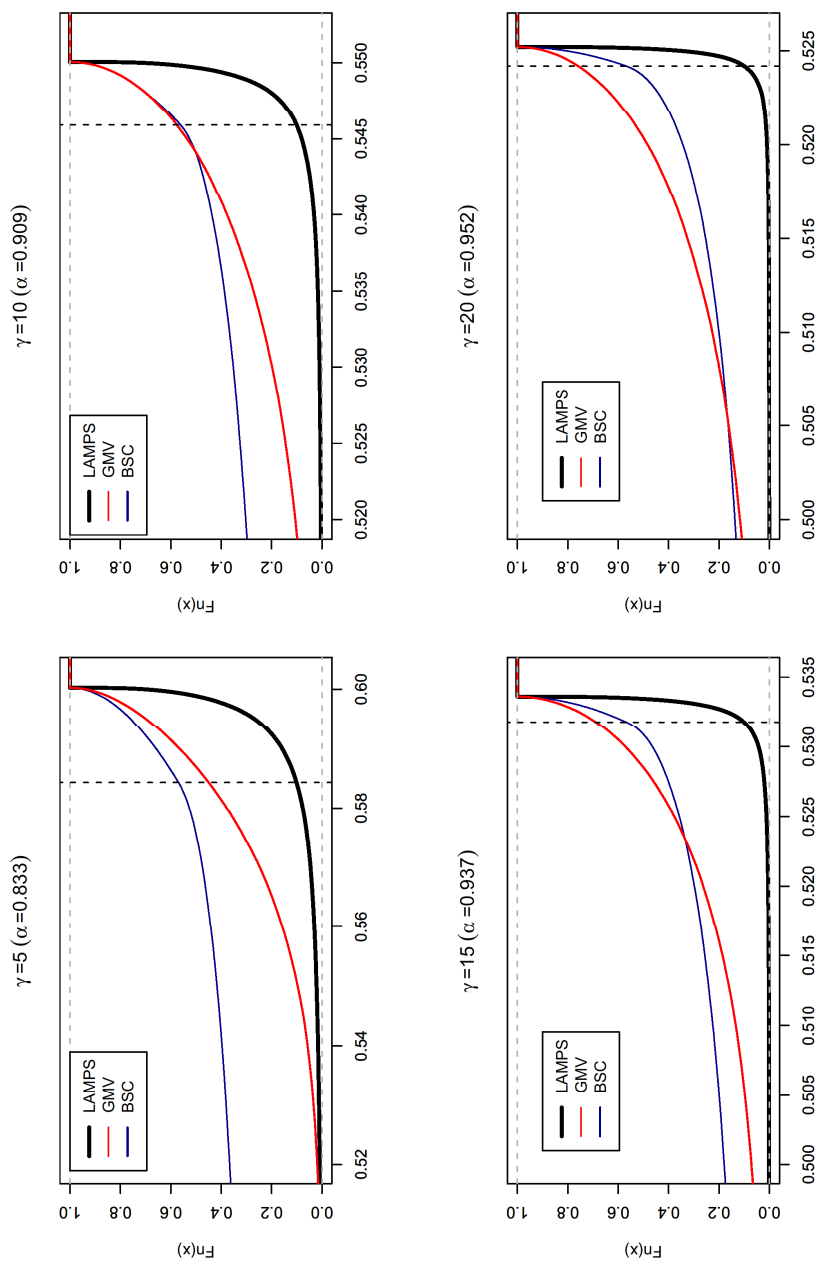 γ=5 (α=0.833)
Fn(x)
1.0
0.8
0.6
0.4
0.2
0.0
LAMPS
GMV
BSC
0.52 0.54 0.56 0.58 0.60
γ=10 (α=0.909)
Fn(x)
1.0
0.8
0.6
0.4
0.2
0.0
LAMPS
GMV
BSC
0.520 0.525 0.530 0.535 0.540 0.545 0.550
γ=15 (α=0.937)
Fn(x)
1.0
0.8
0.6
0.4
0.2
0.0
LAMPS
GMV
BSC
0.500 0.505 0.510 0.515 0.520 0.525 0.530 0.535
γ=20 (α=0.952)
Fn(x)
1.0
0.8
0.6
0.4
0.2
0.0
LAMPS
GMV
BSC
0.500 0.505 0.510 0.515 0.520 0.525